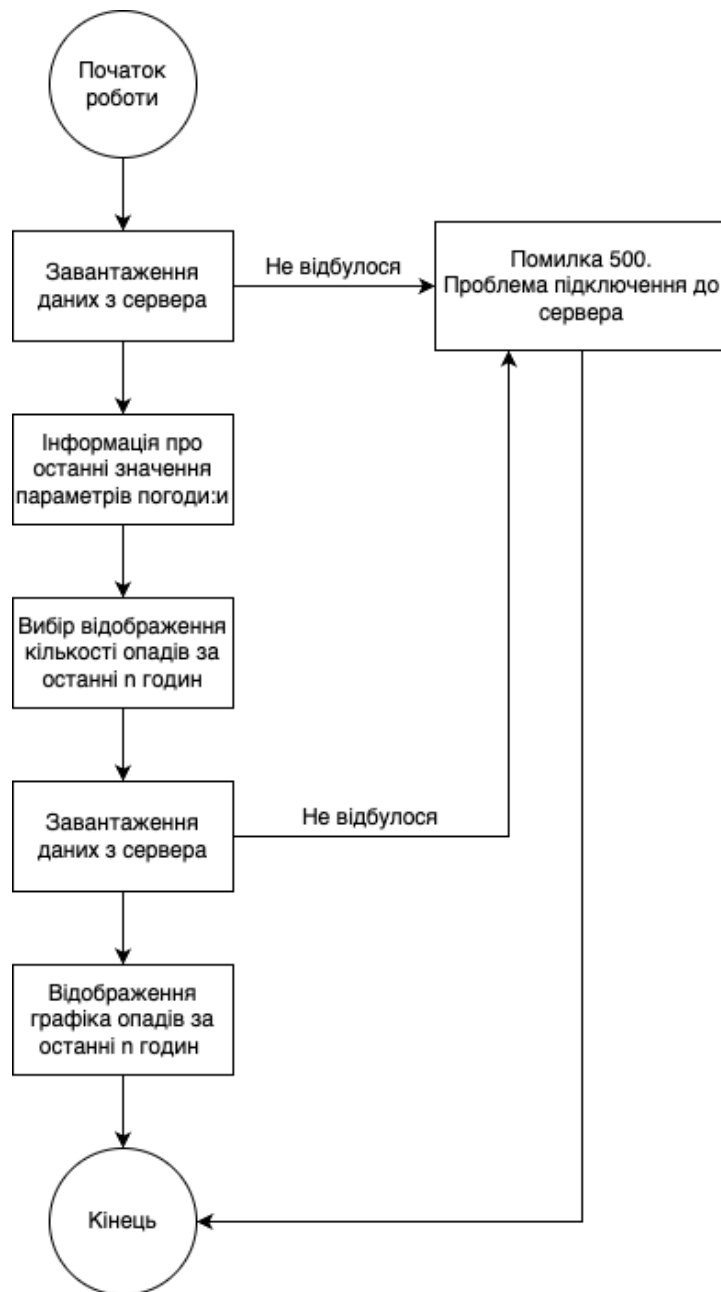 Початок
роботи
Завантаження
даних з сервера
Не відбулося
Помилка 500.
Проблема підключення до
сервера
Інформація про
останні значення
параметрів погоди:и
Вибір відображення
кількості опадів за
останні n годин
Завантаження
даних з сервера
Не відбулося
Відображення
графіка опадів за
останні n годин
Кінець